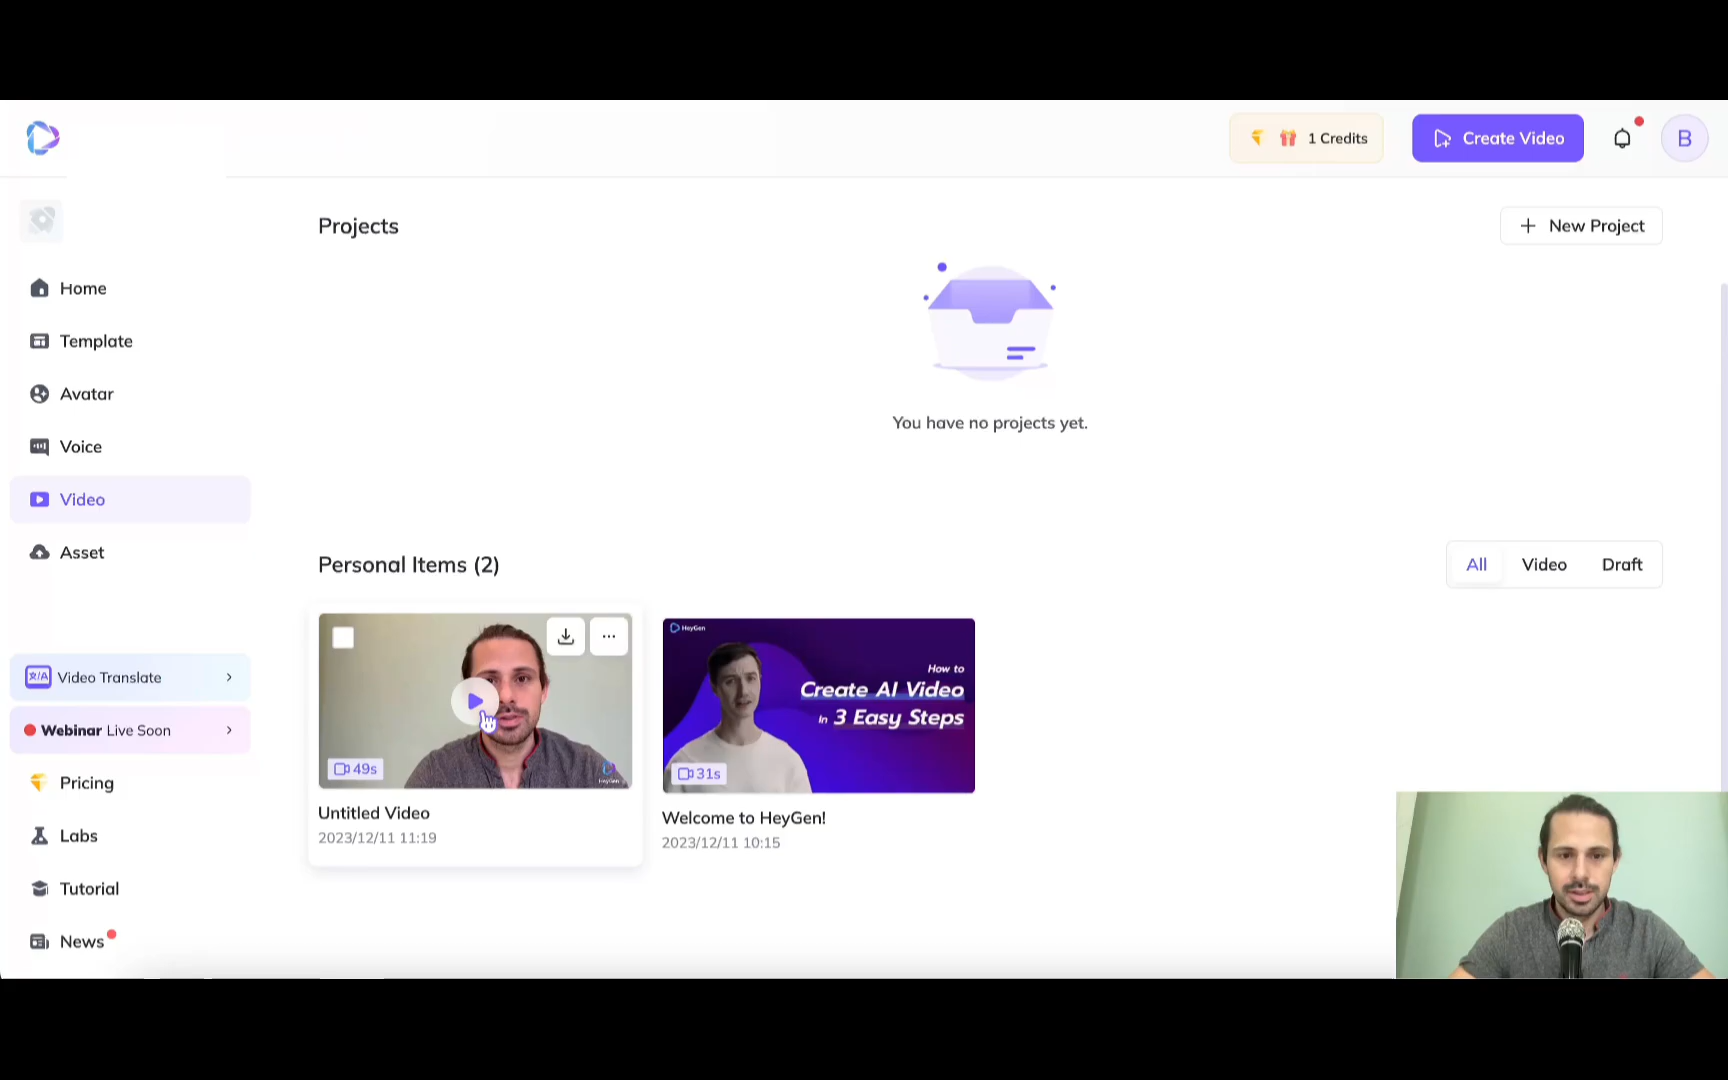 1 Credits
Create Video
B
Projects
New Project
Home
Template
Avatar
Voice
Video
Asset
You have no projects yet.
Personal Items (2)
All
Video
Draft
49s
HeyGen
Untitled Video
2023/12/11 11:19
HeyGen
How to
Create AI Video
In 3 Easy Steps
31s
Welcome to HeyGen!
2023/12/11 10:15
文/A Video Translate
Webinar Live Soon
Pricing
Labs
Tutorial
News